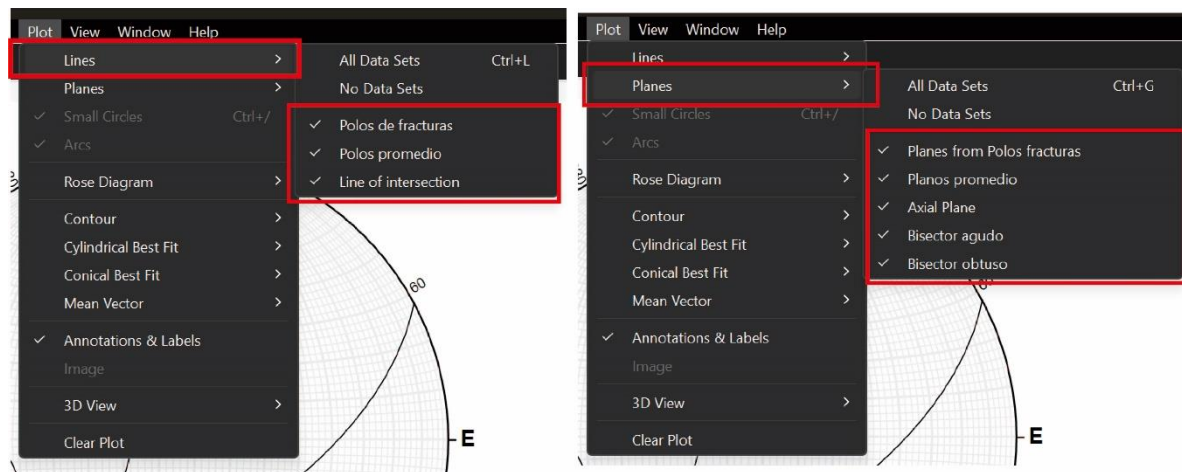 Plot View Window Help
Lines
Planes
Small Circles Ctrl+/
Arcs
Rose Diagram
Contour
Cylindrical Best Fit
Conical Best Fit
Mean Vector
Annotations & Labels
Image
3D View
Clear Plot
All Data Sets Ctrl+L
No Data Sets
Polos de fracturas
Polos promedio
Line of intersection
60
E
Plot View Window Help
Lines
Planes
Small Circles Ctrl+/
Arcs
Rose Diagram
Contour
Cylindrical Best Fit
Conical Best Fit
Mean Vector
Annotations & Labels
Image
3D View
Clear Plot
All Data Sets Ctrl+G
No Data Sets
Planes from Polos fracturas
Planos promedio
Axial Plane
Bisector agudo
Bisector obtuso
60
E